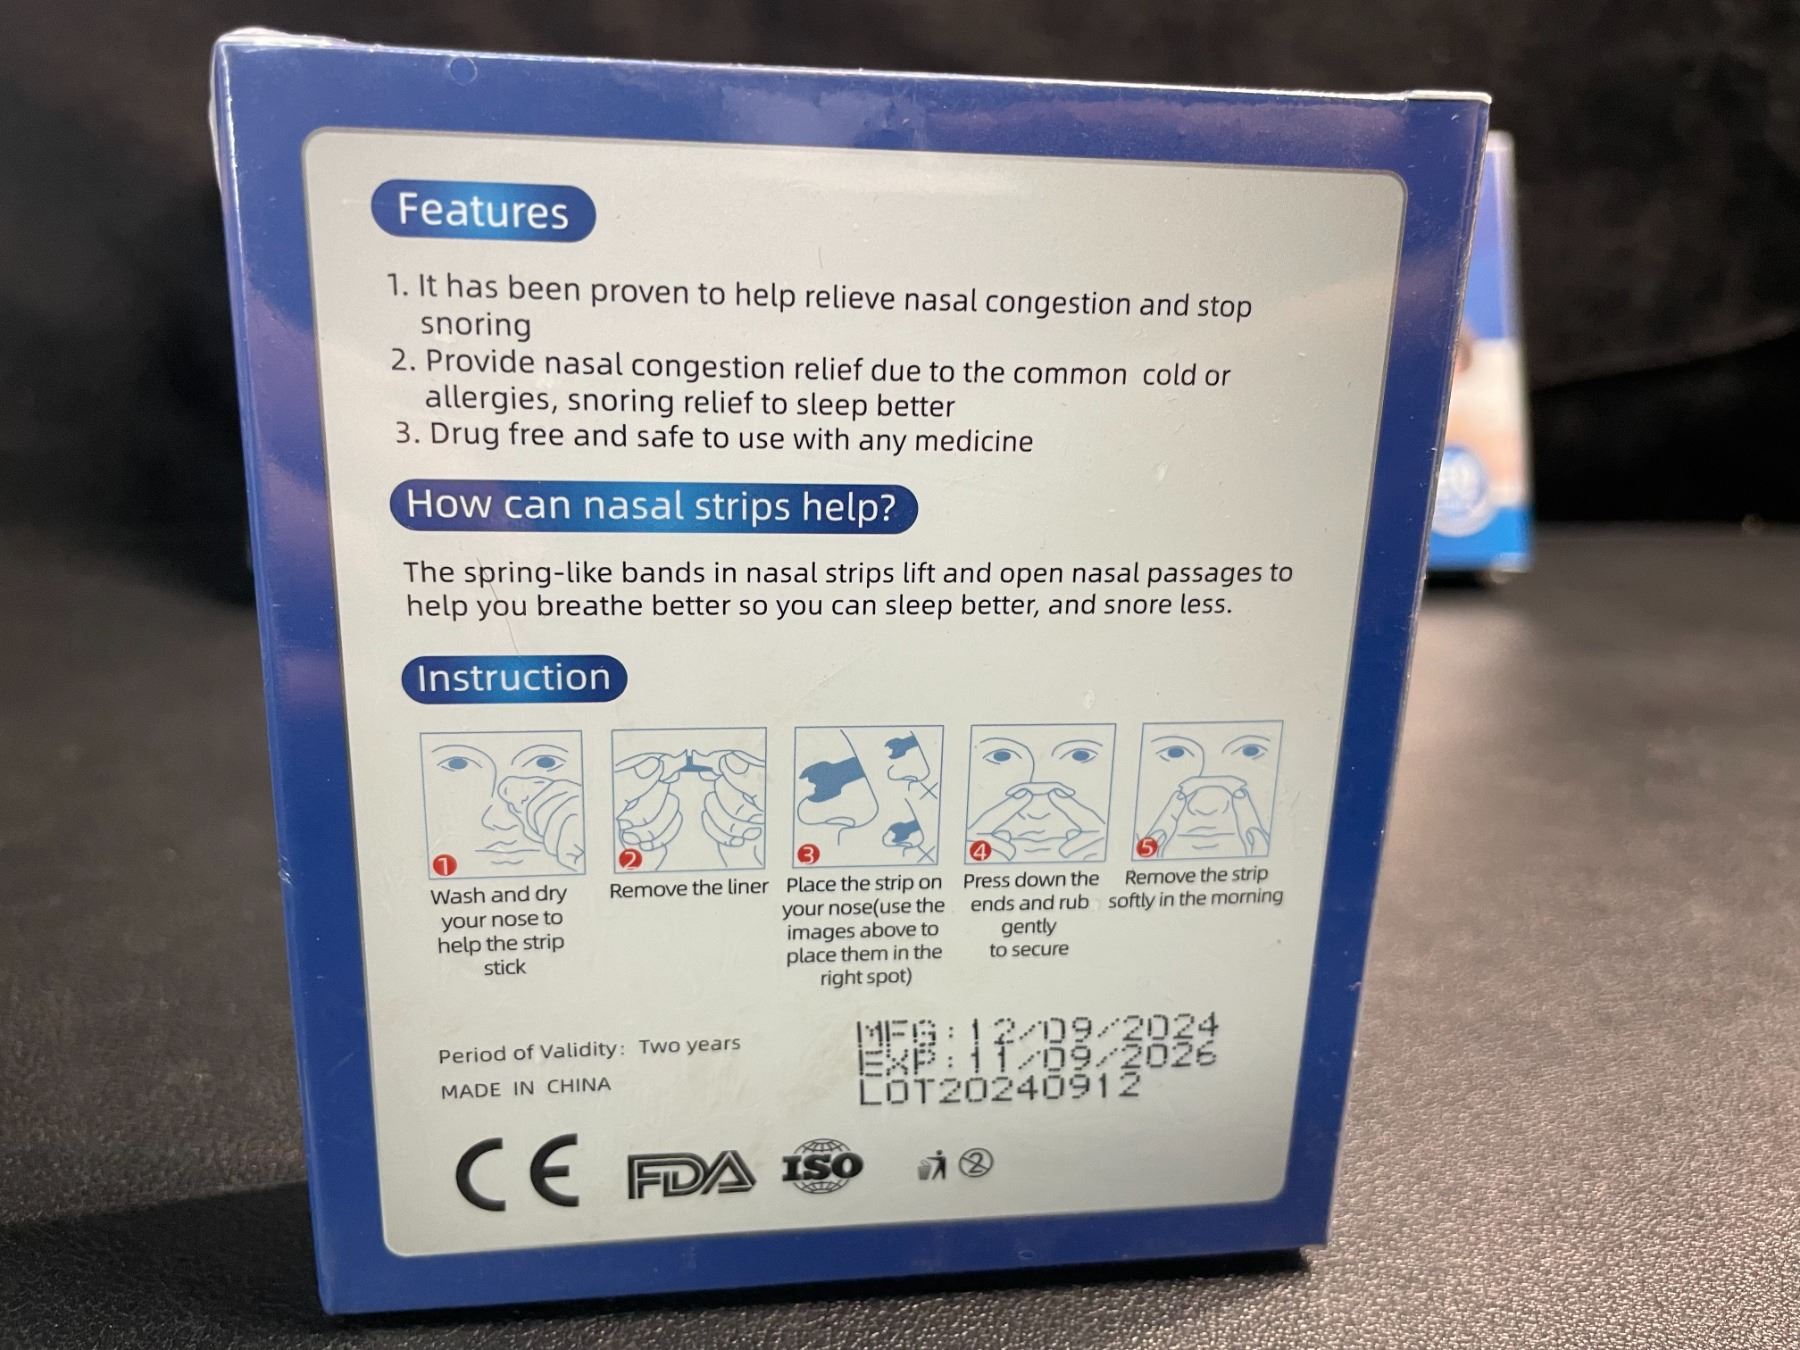 Features
1. It has been proven to help relieve nasal congestion and stop
snoring
2. Provide nasal congestion relief due to the common cold or
allergies, snoring relief to sleep better
3. Drug free and safe to use with any medicine
How can nasal strips help?
The spring-like bands in nasal strips lift and open nasal passages to
help you breathe better so you can sleep better, and snore less.
Instruction
1
Wash and dry
your nose to
help the strip
stick
2
Remove the liner
3
Place the strip on
your nose(use the
images above to
place them in the
right spot)
4
Press down the
ends and rub
gently
to secure
5
Remove the strip
softly in the morning
Period of Validity: Two years
MADE IN CHINA
MFG: 12/09/2024
EXP: 11/09/2026
LOT20240912
CE
FDA
ISO
2